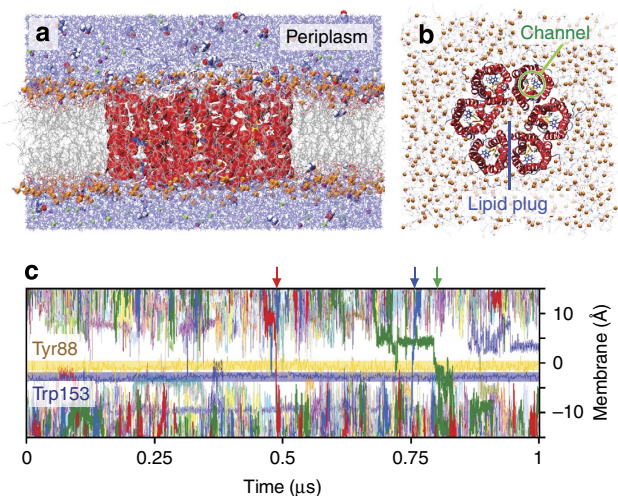 a
Periplasm
b
Channel
Lipid plug
c
Tyr88
Trp153
10
0
−10
Membrane (Å)
0
0.25
0.5
0.75
1
Time (μs)